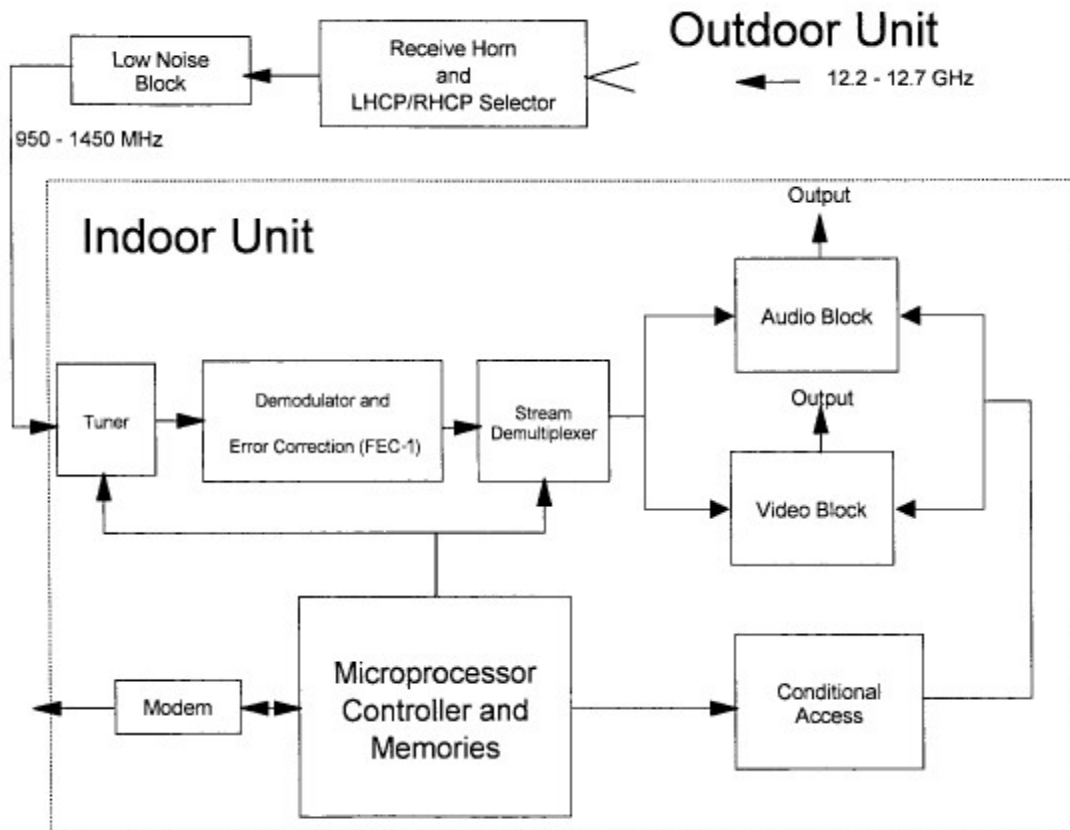 Outdoor Unit
Low Noise
Block
Receive Horn
and
LHCP/RHCP Selector
12.2 - 12.7 GHz
950 - 1450 MHz
Indoor Unit
Output
Audio Block
Tuner
Demodulator and
Error Correction (FEC-1)
Stream
Demultiplexer
Output
Video Block
Microprocessor
Controller and
Memories
Modem
Conditional
Access